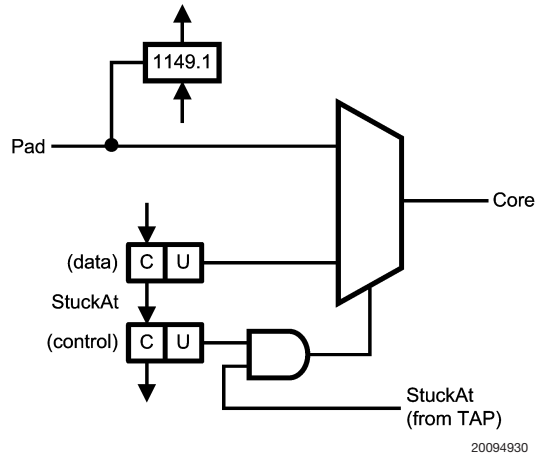 1149.1
Pad
Core
(data) C U
StuckAt
(control) C U
StuckAt
(from TAP)
20094930